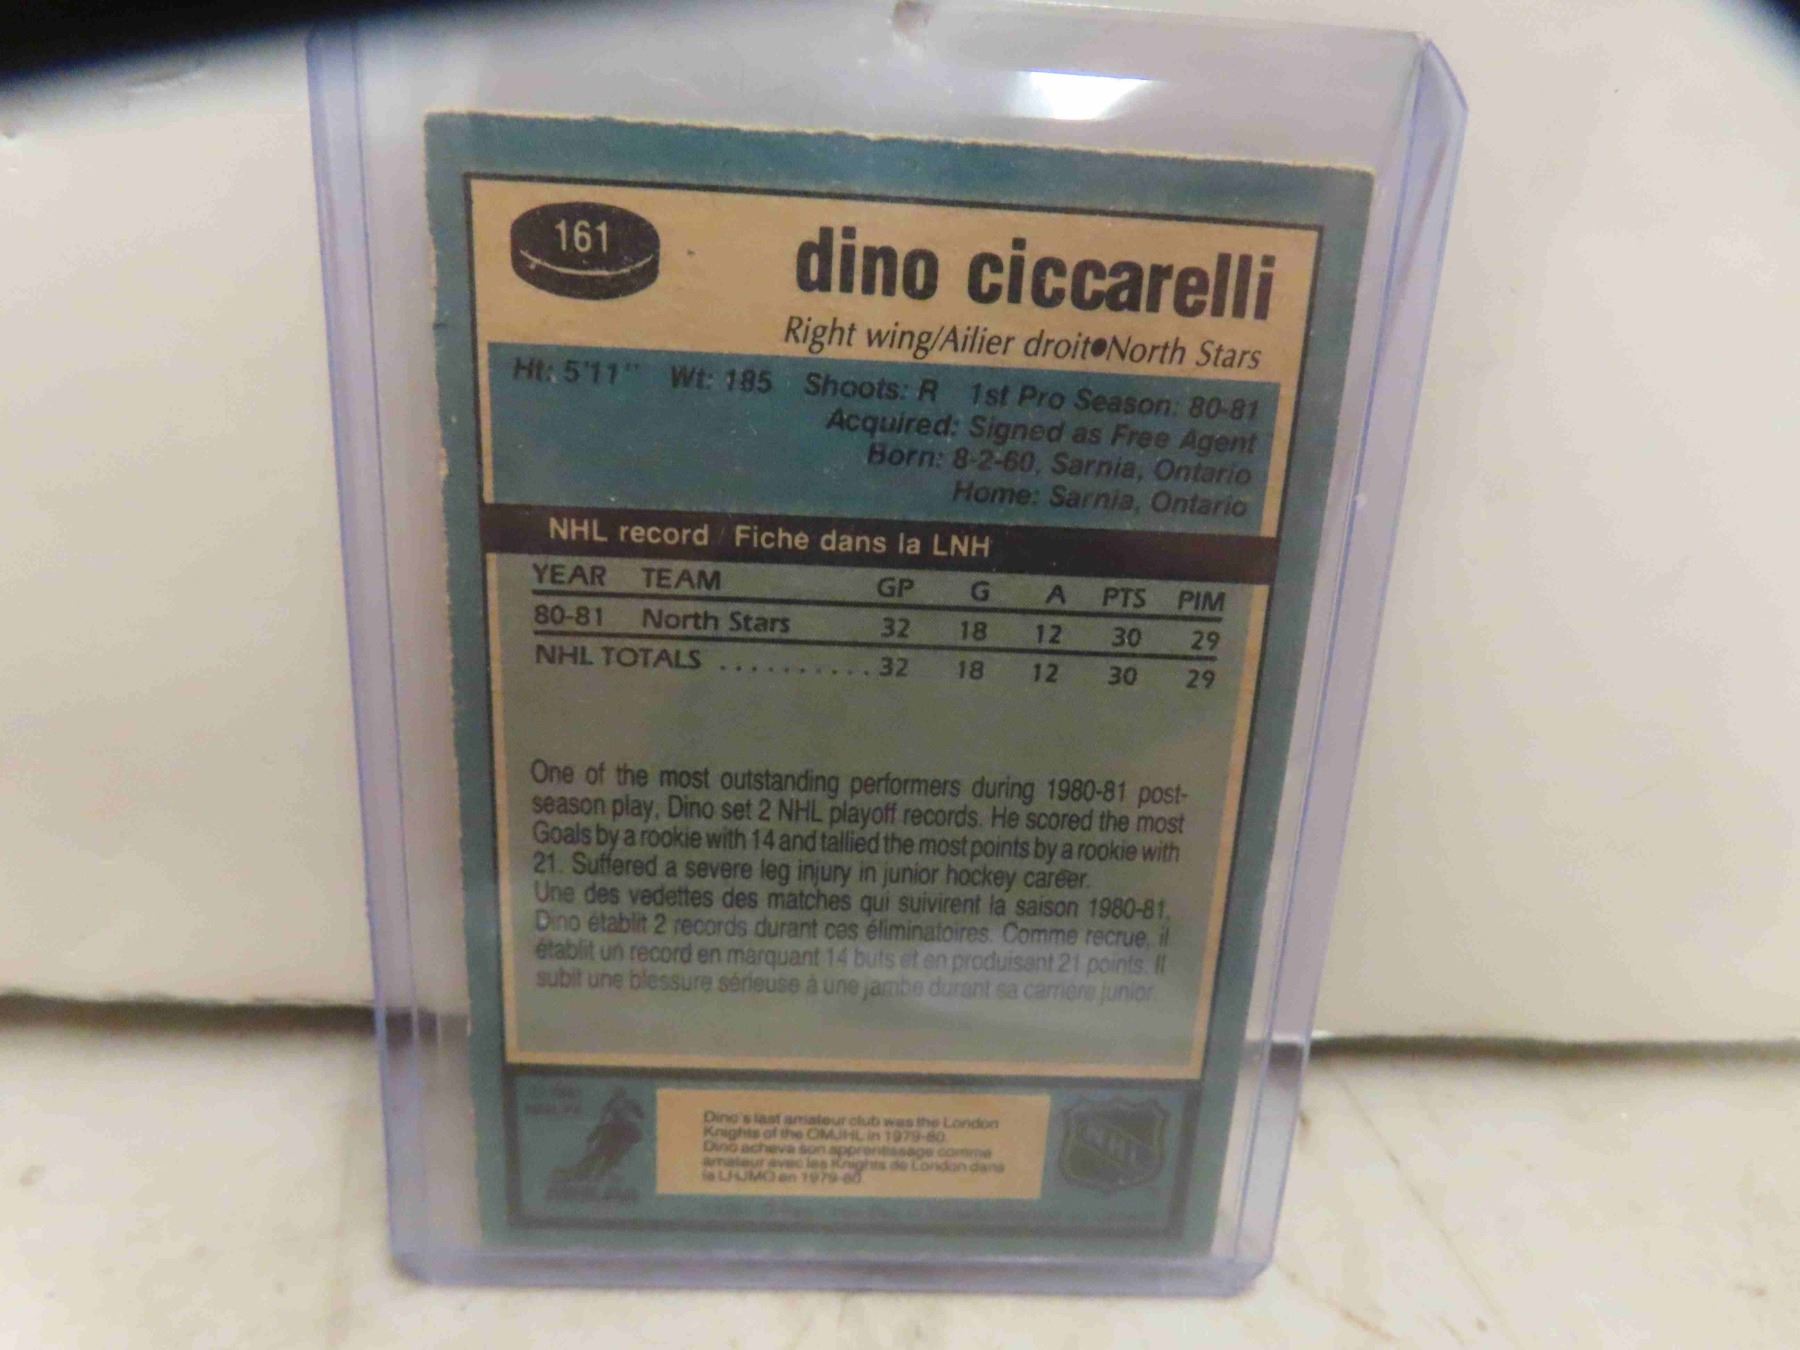 161
dino ciccarelli
Right wing/Ailier droit●North Stars
Ht: 5'11" Wt: 185 Shoots: R 1st Pro Season: 80-81
Acquired: Signed as Free Agent
Born: 8-2-60, Sarnia, Ontario
Home: Sarnia, Ontario
NHL record / Fiche dans la LNH
YEAR TEAM GP G A PTS PIM
80-81 North Stars 32 18 12 30 29
NHL TOTALS .......... 32 18 12 30 29
One of the most outstanding performers during 1980-81 post-
season play, Dino set 2 NHL playoff records. He scored the most
Goals by a rookie with 14 and tallied the most points by a rookie with
21. Suffered a severe leg injury in junior hockey career.
Une des vedettes des matches qui suivirent la saison 1980-81,
Dino établit 2 records durant ces éliminatoires. Comme recrue, il
établit un record en marquant 14 buts et en produisant 21 points. Il
subit une blessure sérieuse à une jambe durant sa carrière junior.
Dino's last amateur club was the London
Knights of the OMJHL in 1979-80.
Dino acheva son apprentissage comme
amateur avec les Knights de London dans
la LHJMO en 1979-80.
NHL